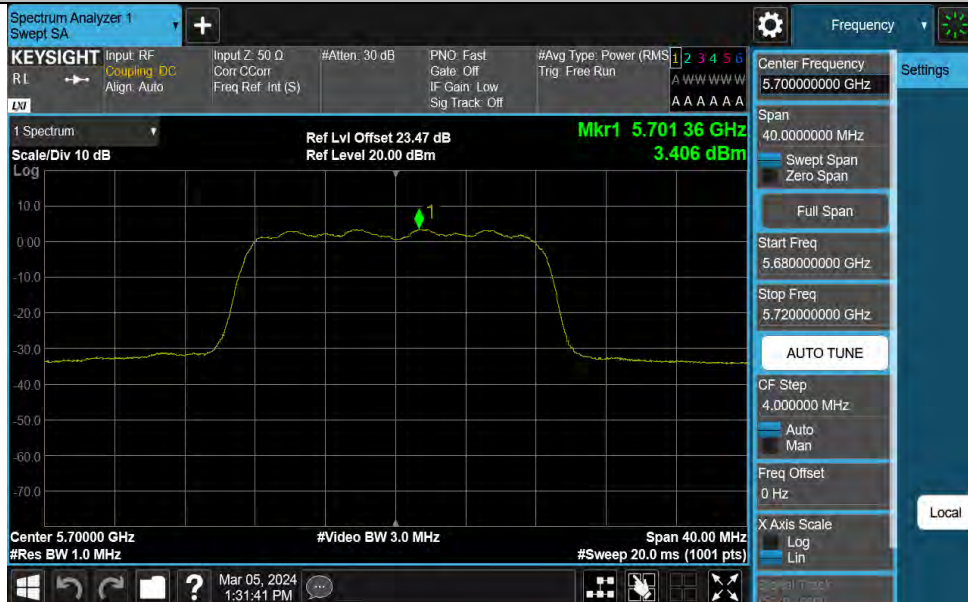 Spectrum Analyzer 1
Swept SA
+
Frequency
KEYSIGHT
RL
LXI
Input: RF
Coupling: DC
Align: Auto
Input Z: 50 Ω
Corr CCorr
Freq Ref: Int (S)
#Atten: 30 dB
PNO: Fast
Gate: Off
IF Gain: Low
Sig Track: Off
#Avg Type: Power (RMS
Trig: Free Run
1 2 3 4 5 6
A W W W W W
A A A A A A
1 Spectrum
Scale/Div 10 dB
Ref Lvl Offset 23.47 dB
Ref Level 20.00 dBm
Mkr1 5.701 36 GHz
3.406 dBm
Log
10.0
0.00
-10.0
-20.0
-30.0
-40.0
-50.0
-60.0
-70.0
1
Center 5.70000 GHz
#Res BW 1.0 MHz
#Video BW 3.0 MHz
Span 40.00 MHz
#Sweep 20.0 ms (1001 pts)
Center Frequency
5.700000000 GHz
Span
40.0000000 MHz
Swept Span
Zero Span
Full Span
Start Freq
5.680000000 GHz
Stop Freq
5.720000000 GHz
AUTO TUNE
CF Step
4.000000 MHz
Auto
Man
Freq Offset
0 Hz
X Axis Scale
Log
Lin
Signal Track
Settings
Local
?
Mar 05, 2024
1:31:41 PM